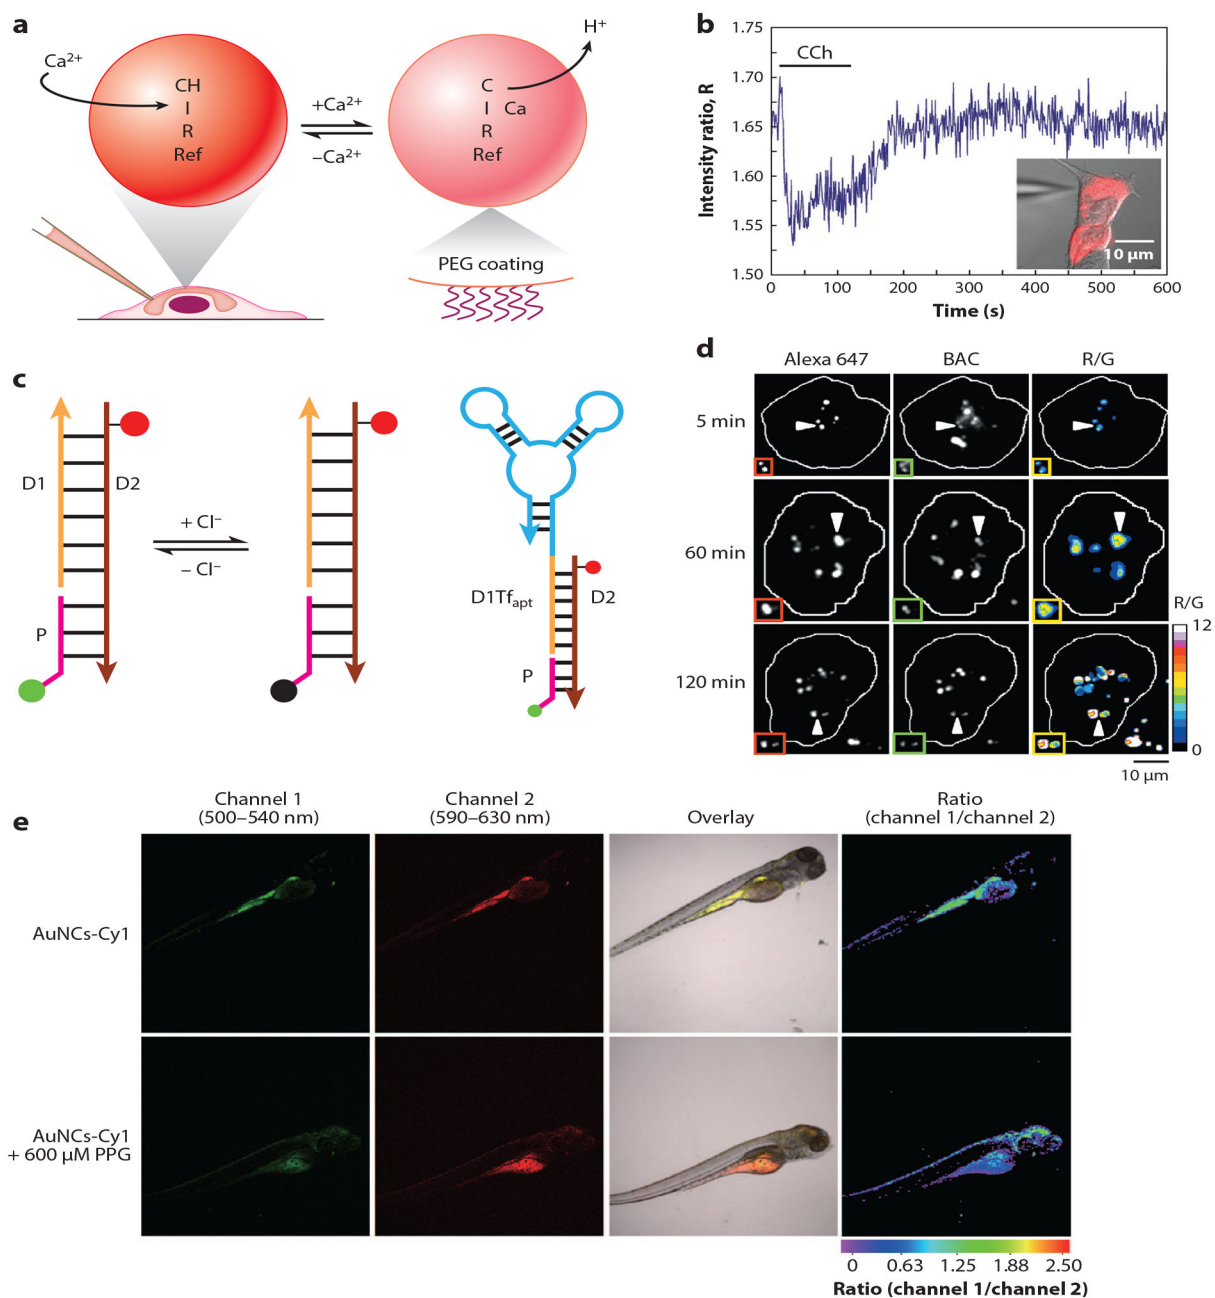 a
Ca²⁺
CH
I
R
Ref
+Ca²⁺
−Ca²⁺
C
I Ca
R
Ref
H⁺
PEG coating
b
1.75
1.70
1.65
1.60
1.55
1.50
Intensity ratio, R
CCh
10 μm
0 100 200 300 400 500 600
Time (s)
c
D1
D2
P
+ Cl⁻
− Cl⁻
D1Tfapt
D2
P
d
Alexa 647 BAC R/G
5 min
60 min
120 min
R/G
12
0
10 μm
e
Channel 1
(500–540 nm)
Channel 2
(590–630 nm)
Overlay
Ratio
(channel 1/channel 2)
AuNCs-Cy1
AuNCs-Cy1
+ 600 μM PPG
0 0.63 1.25 1.88 2.50
Ratio (channel 1/channel 2)